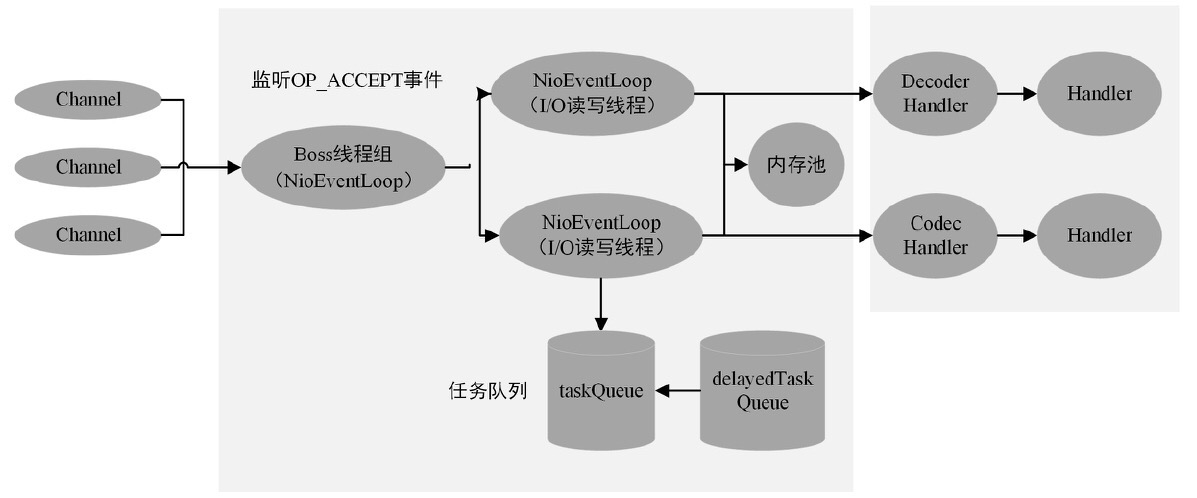 Channel
Channel
Channel
监听OP_ACCEPT事件
Boss线程组
（NioEventLoop）
NioEventLoop
（I/O读写线程）
NioEventLoop
（I/O读写线程）
内存池
Decoder
Handler
Handler
Codec
Handler
Handler
任务队列
taskQueue
delayedTask
Queue